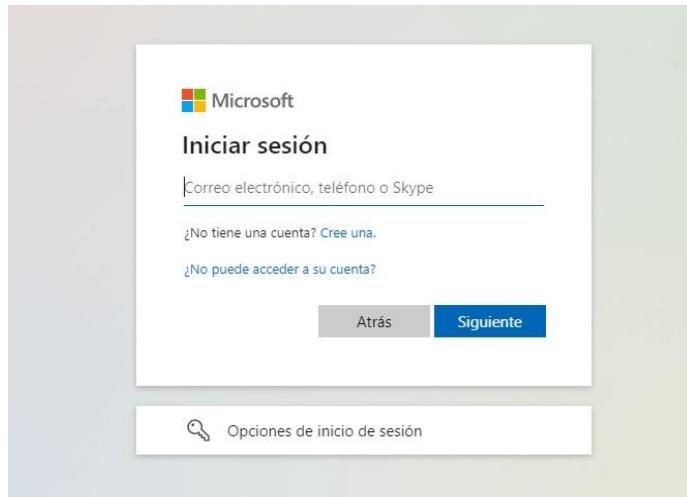 Microsoft
Iniciar sesión
Correo electrónico, teléfono o Skype
¿No tiene una cuenta? Cree una.
¿No puede acceder a su cuenta?
Atrás Siguiente
Opciones de inicio de sesión